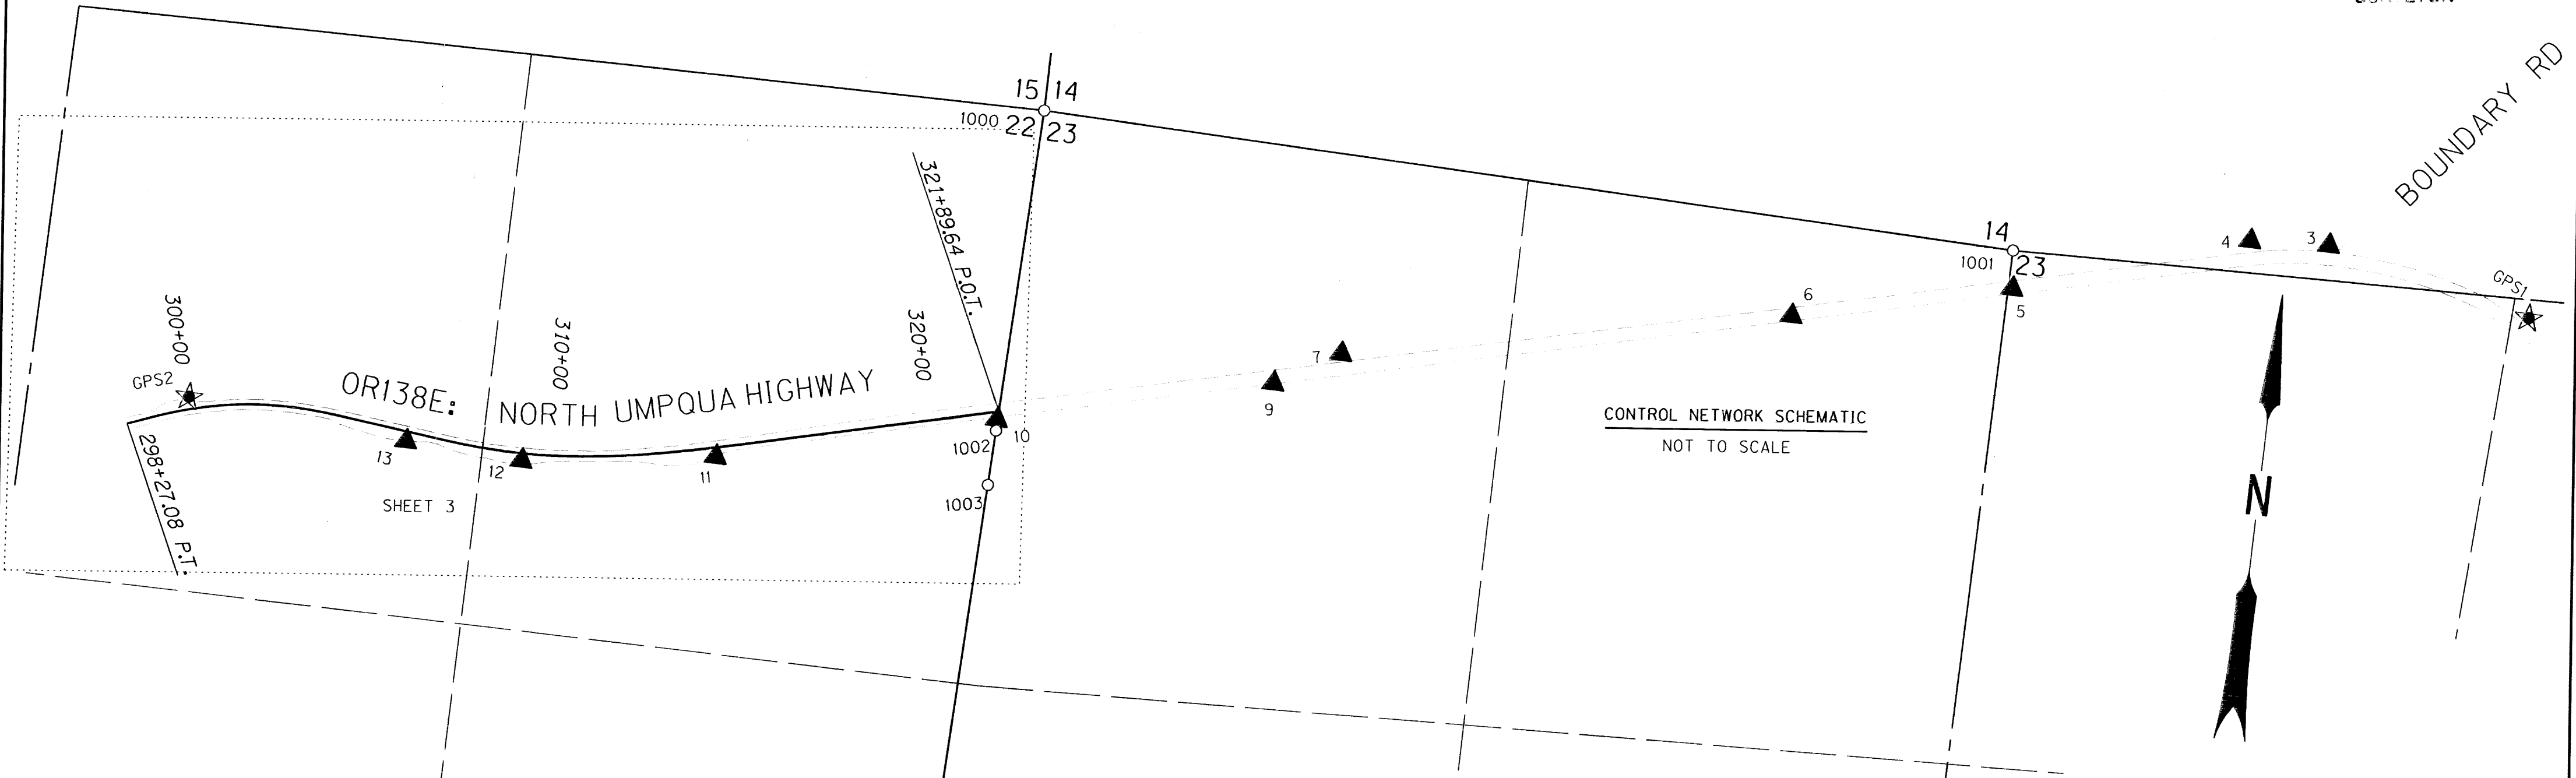 BOUNDARY RD
15 14
1000 22 23
321+89.64 P.O.T.
14
1001 23
4
3
GPS1
6
5
300+00
310+00
320+00
GPS2
OR138E: NORTH UMPQUA HIGHWAY
7
9
CONTROL NETWORK SCHEMATIC
NOT TO SCALE
10
1002
13
12
11
298+27.08 P.T.
SHEET 3
1003
N